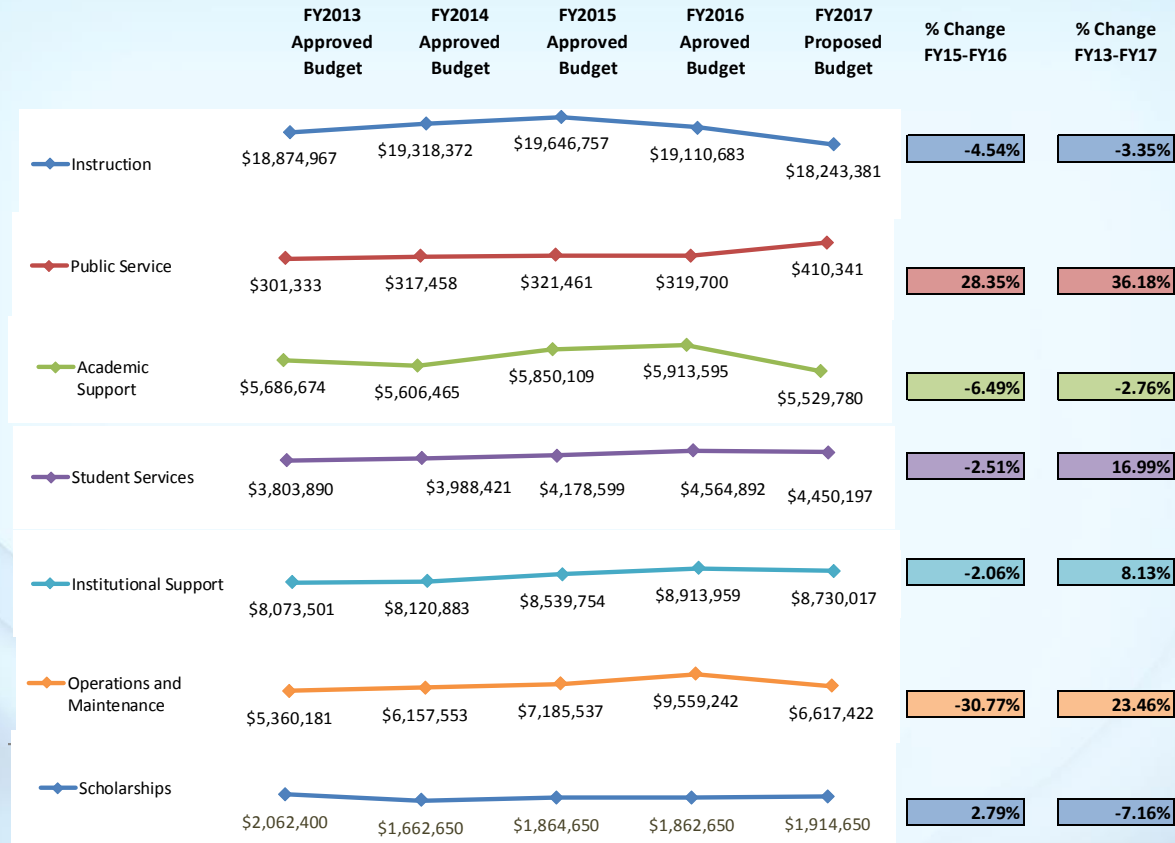 FY2013 FY2014 FY2015 FY2016 FY2017
Approved Approved Approved Aproved Proposed % Change % Change
Budget Budget Budget Budget Budget FY15-FY16 FY13-FY17
Instruction $18,874,967 $19,318,372 $19,646,757 $19,110,683 $18,243,381 -4.54% -3.35%
Public Service $301,333 $317,458 $321,461 $319,700 $410,341 28.35% 36.18%
Academic
Support $5,686,674 $5,606,465 $5,850,109 $5,913,595 $5,529,780 -6.49% -2.76%
Student Services $3,803,890 $3,988,421 $4,178,599 $4,564,892 $4,450,197 -2.51% 16.99%
Institutional Support $8,073,501 $8,120,883 $8,539,754 $8,913,959 $8,730,017 -2.06% 8.13%
Operations and
Maintenance $5,360,181 $6,157,553 $7,185,537 $9,559,242 $6,617,422 -30.77% 23.46%
Scholarships $2,062,400 $1,662,650 $1,864,650 $1,862,650 $1,914,650 2.79% -7.16%